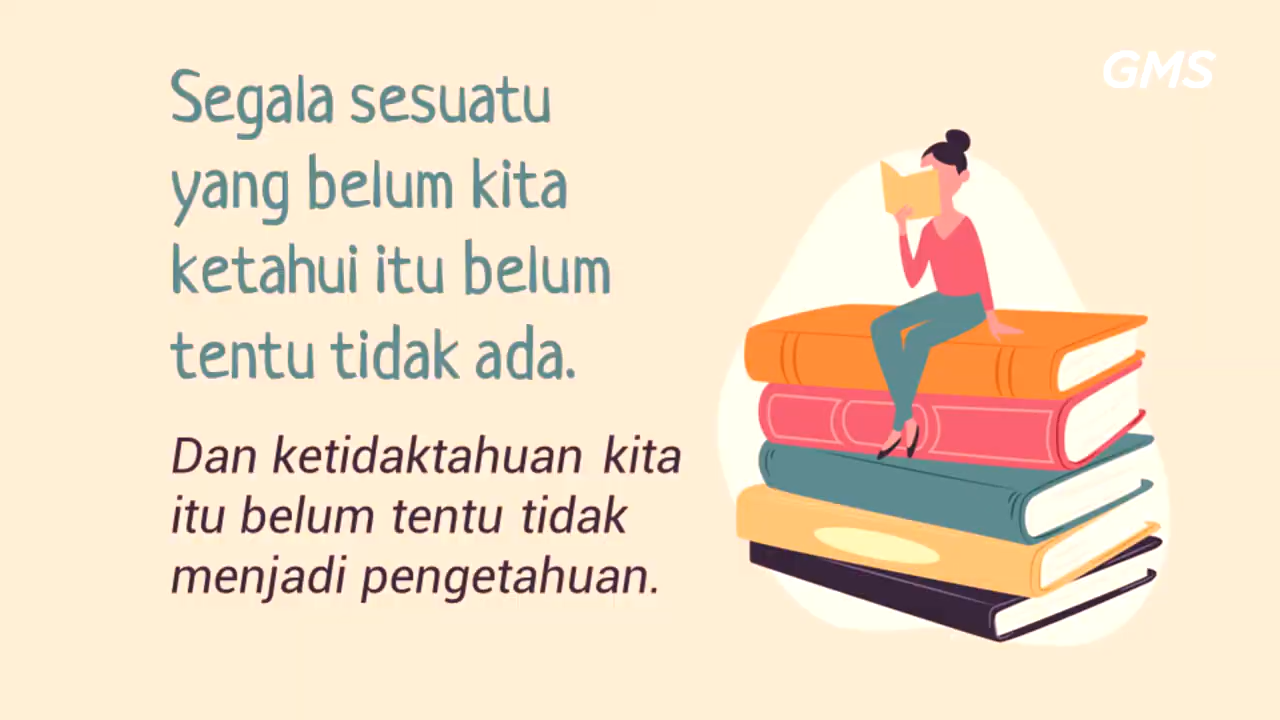 GMS
Segala sesuatu
yang belum kita
ketahui itu belum
tentu tidak ada.
Dan ketidaktahuan kita
itu belum tentu tidak
menjadi pengetahuan.